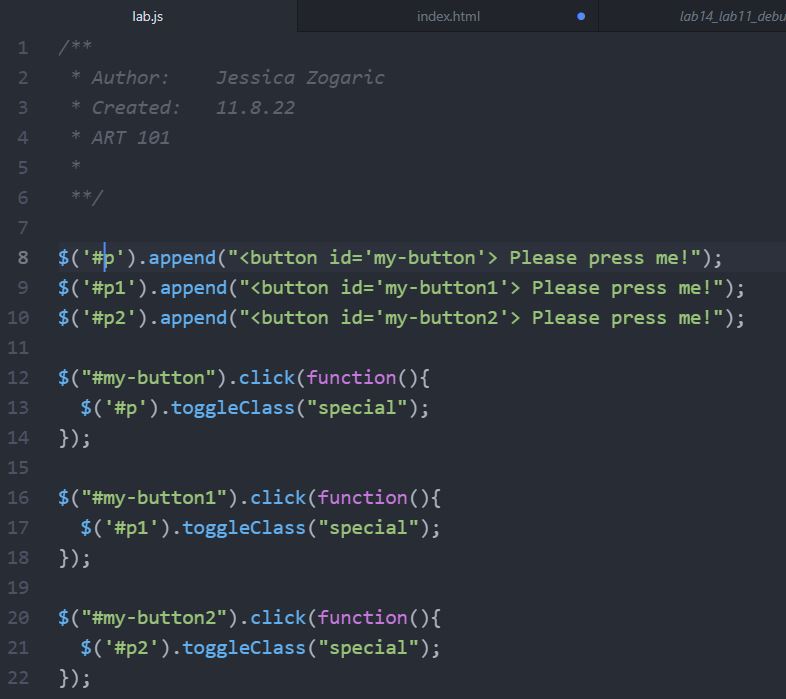 lab.js index.html lab14_lab11_debu
1 /**
2 * Author: Jessica Zogaric
3 * Created: 11.8.22
4 * ART 101
5 *
6 **/
7
8 $('#p').append("<button id='my-button'> Please press me!");
9 $('#p1').append("<button id='my-button1'> Please press me!");
10 $('#p2').append("<button id='my-button2'> Please press me!");
11
12 $("#my-button").click(function(){
13 $('#p').toggleClass("special");
14 });
15
16 $("#my-button1").click(function(){
17 $('#p1').toggleClass("special");
18 });
19
20 $("#my-button2").click(function(){
21 $('#p2').toggleClass("special");
22 });